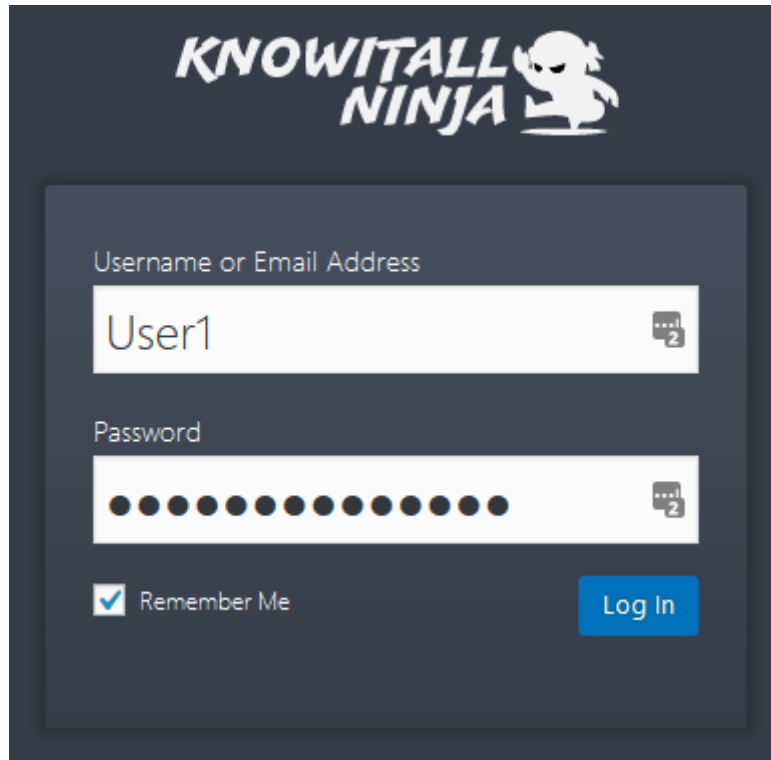 KNOWITALL
NINJA
Username or Email Address
User1
Password
●●●●●●●●●●●●●●
Remember Me
Log In